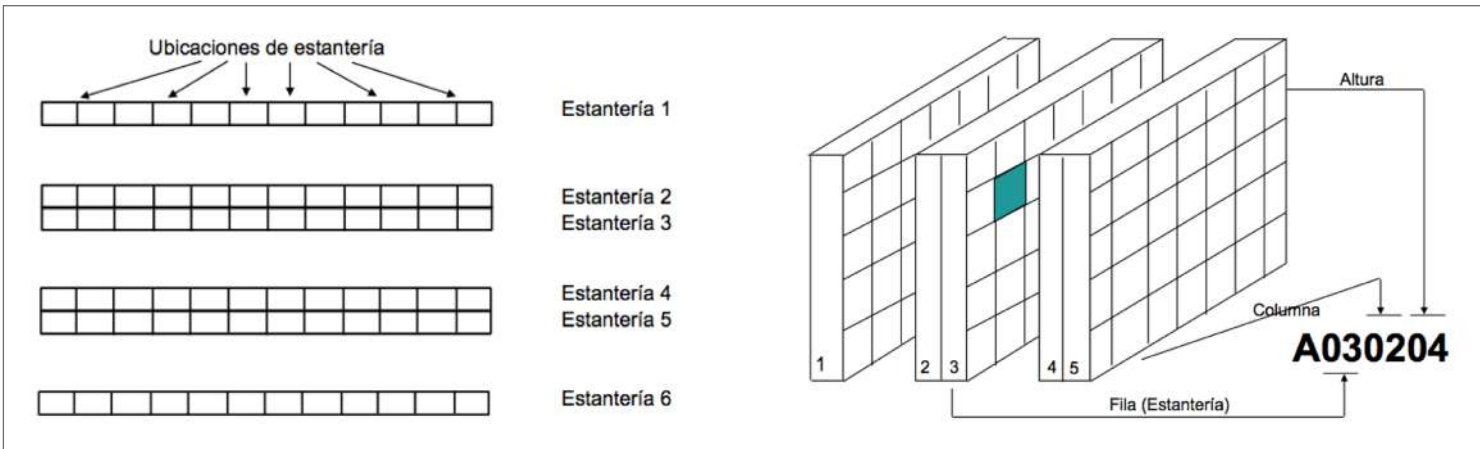 Ubicaciones de estantería
Estantería 1
Estantería 2
Estantería 3
Estantería 4
Estantería 5
Estantería 6
Altura
Columna
A030204
1
2 3
4 5
Fila (Estantería)